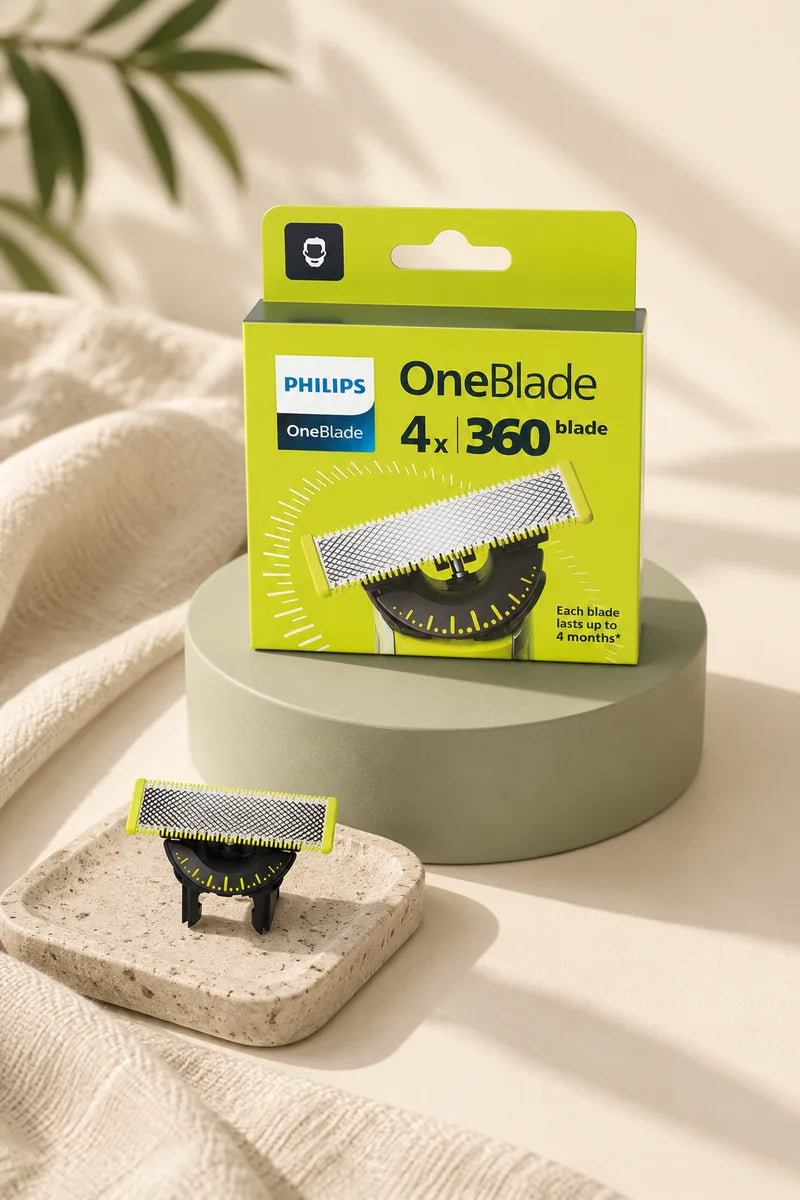 PHILIPS
OneBlade
OneBlade
4x | 360 blade
Each blade
lasts up to
4 months*